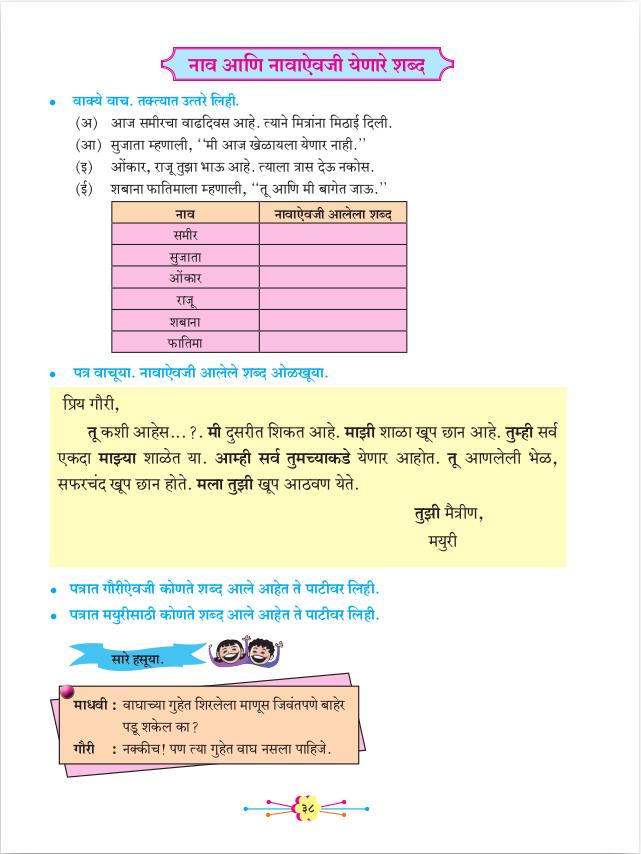 नाव आणि नावाऐवजी येणारे शब्द
• वाक्ये वाच. तक्त्यात उत्तरे लिही.
(अ) आज समीरचा वाढदिवस आहे. त्याने मित्रांना मिठाई दिली.
(आ) सुजाता म्हणाली, ‘‘मी आज खेळायला येणार नाही.’’
(इ) ओंकार, राजू तुझा भाऊ आहे. त्याला त्रास देऊ नकोस.
(ई) शबाना फातिमाला म्हणाली, ‘‘तू आणि मी बागेत जाऊ.’’
नाव नावाऐवजी आलेला शब्द
समीर
सुजाता
ओंकार
राजू
शबाना
फातिमा
• पत्र वाचूया. नावाऐवजी आलेले शब्द ओळखूया.
प्रिय गौरी,
तू कशी आहेस...?. मी दुसरीत शिकत आहे. माझी शाळा खूप छान आहे. तुम्ही सर्व
एकदा माझ्या शाळेत या. आम्ही सर्व तुमच्याकडे येणार आहोत. तू आणलेली भेळ,
सफरचंद खूप छान होते. मला तुझी खूप आठवण येते.
तुझी मैत्रीण,
मयुरी
• पत्रात गौरीऐवजी कोणते शब्द आले आहेत ते पाटीवर लिही.
• पत्रात मयुरीसाठी कोणते शब्द आले आहेत ते पाटीवर लिही.
सारे हसूया.
माधवी : वाघाच्या गुहेत शिरलेला माणूस जिवंतपणे बाहेर
पडू शकेल का?
गौरी : नक्कीच! पण त्या गुहेत वाघ नसला पाहिजे.
३८